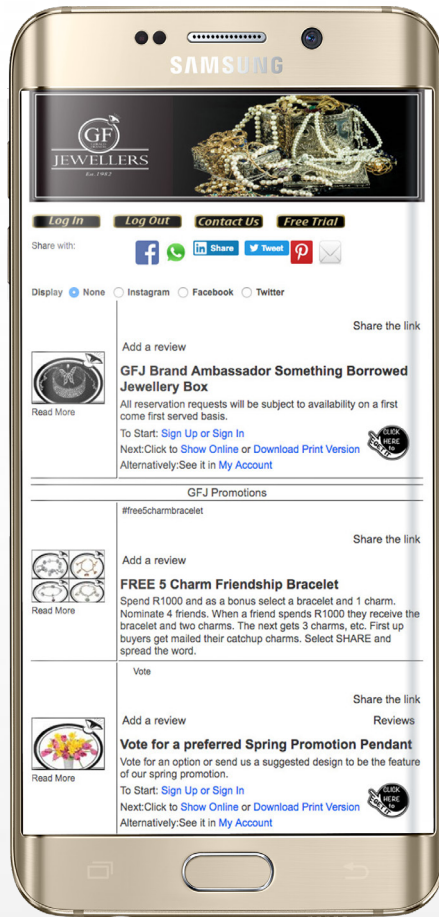 SAMSUNG
GF
JEWELLERS
Est.1982
Log In Log Out Contact Us Free Trial
Share with:
f in Share Tweet
Display None Instagram Facebook Twitter
Share the link
Add a review
GFJ Brand Ambassador Something Borrowed
Jewellery Box
All reservation requests will be subject to availability on a first
come first served basis.
Read More
To Start: Sign Up or Sign In
Next:Click to Show Online or Download Print Version
Alternatively:See it in My Account
CLICK
HERE
to
GET IT
GFJ Promotions
#free5charmbracelet
Share the link
Add a review
FREE 5 Charm Friendship Bracelet
Read More
Spend R1000 and as a bonus select a bracelet and 1 charm.
Nominate 4 friends. When a friend spends R1000 they receive the
bracelet and two charms. The next gets 3 charms, etc. First up
buyers get mailed their catchup charms. Select SHARE and
spread the word.
Vote
Share the link
Add a review Reviews
Vote for a preferred Spring Promotion Pendant
Vote for an option or send us a suggested design to be the feature
of our spring promotion.
Read More
To Start: Sign Up or Sign In
Next:Click to Show Online or Download Print Version
Alternatively:See it in My Account
CLICK
HERE
to
GET IT